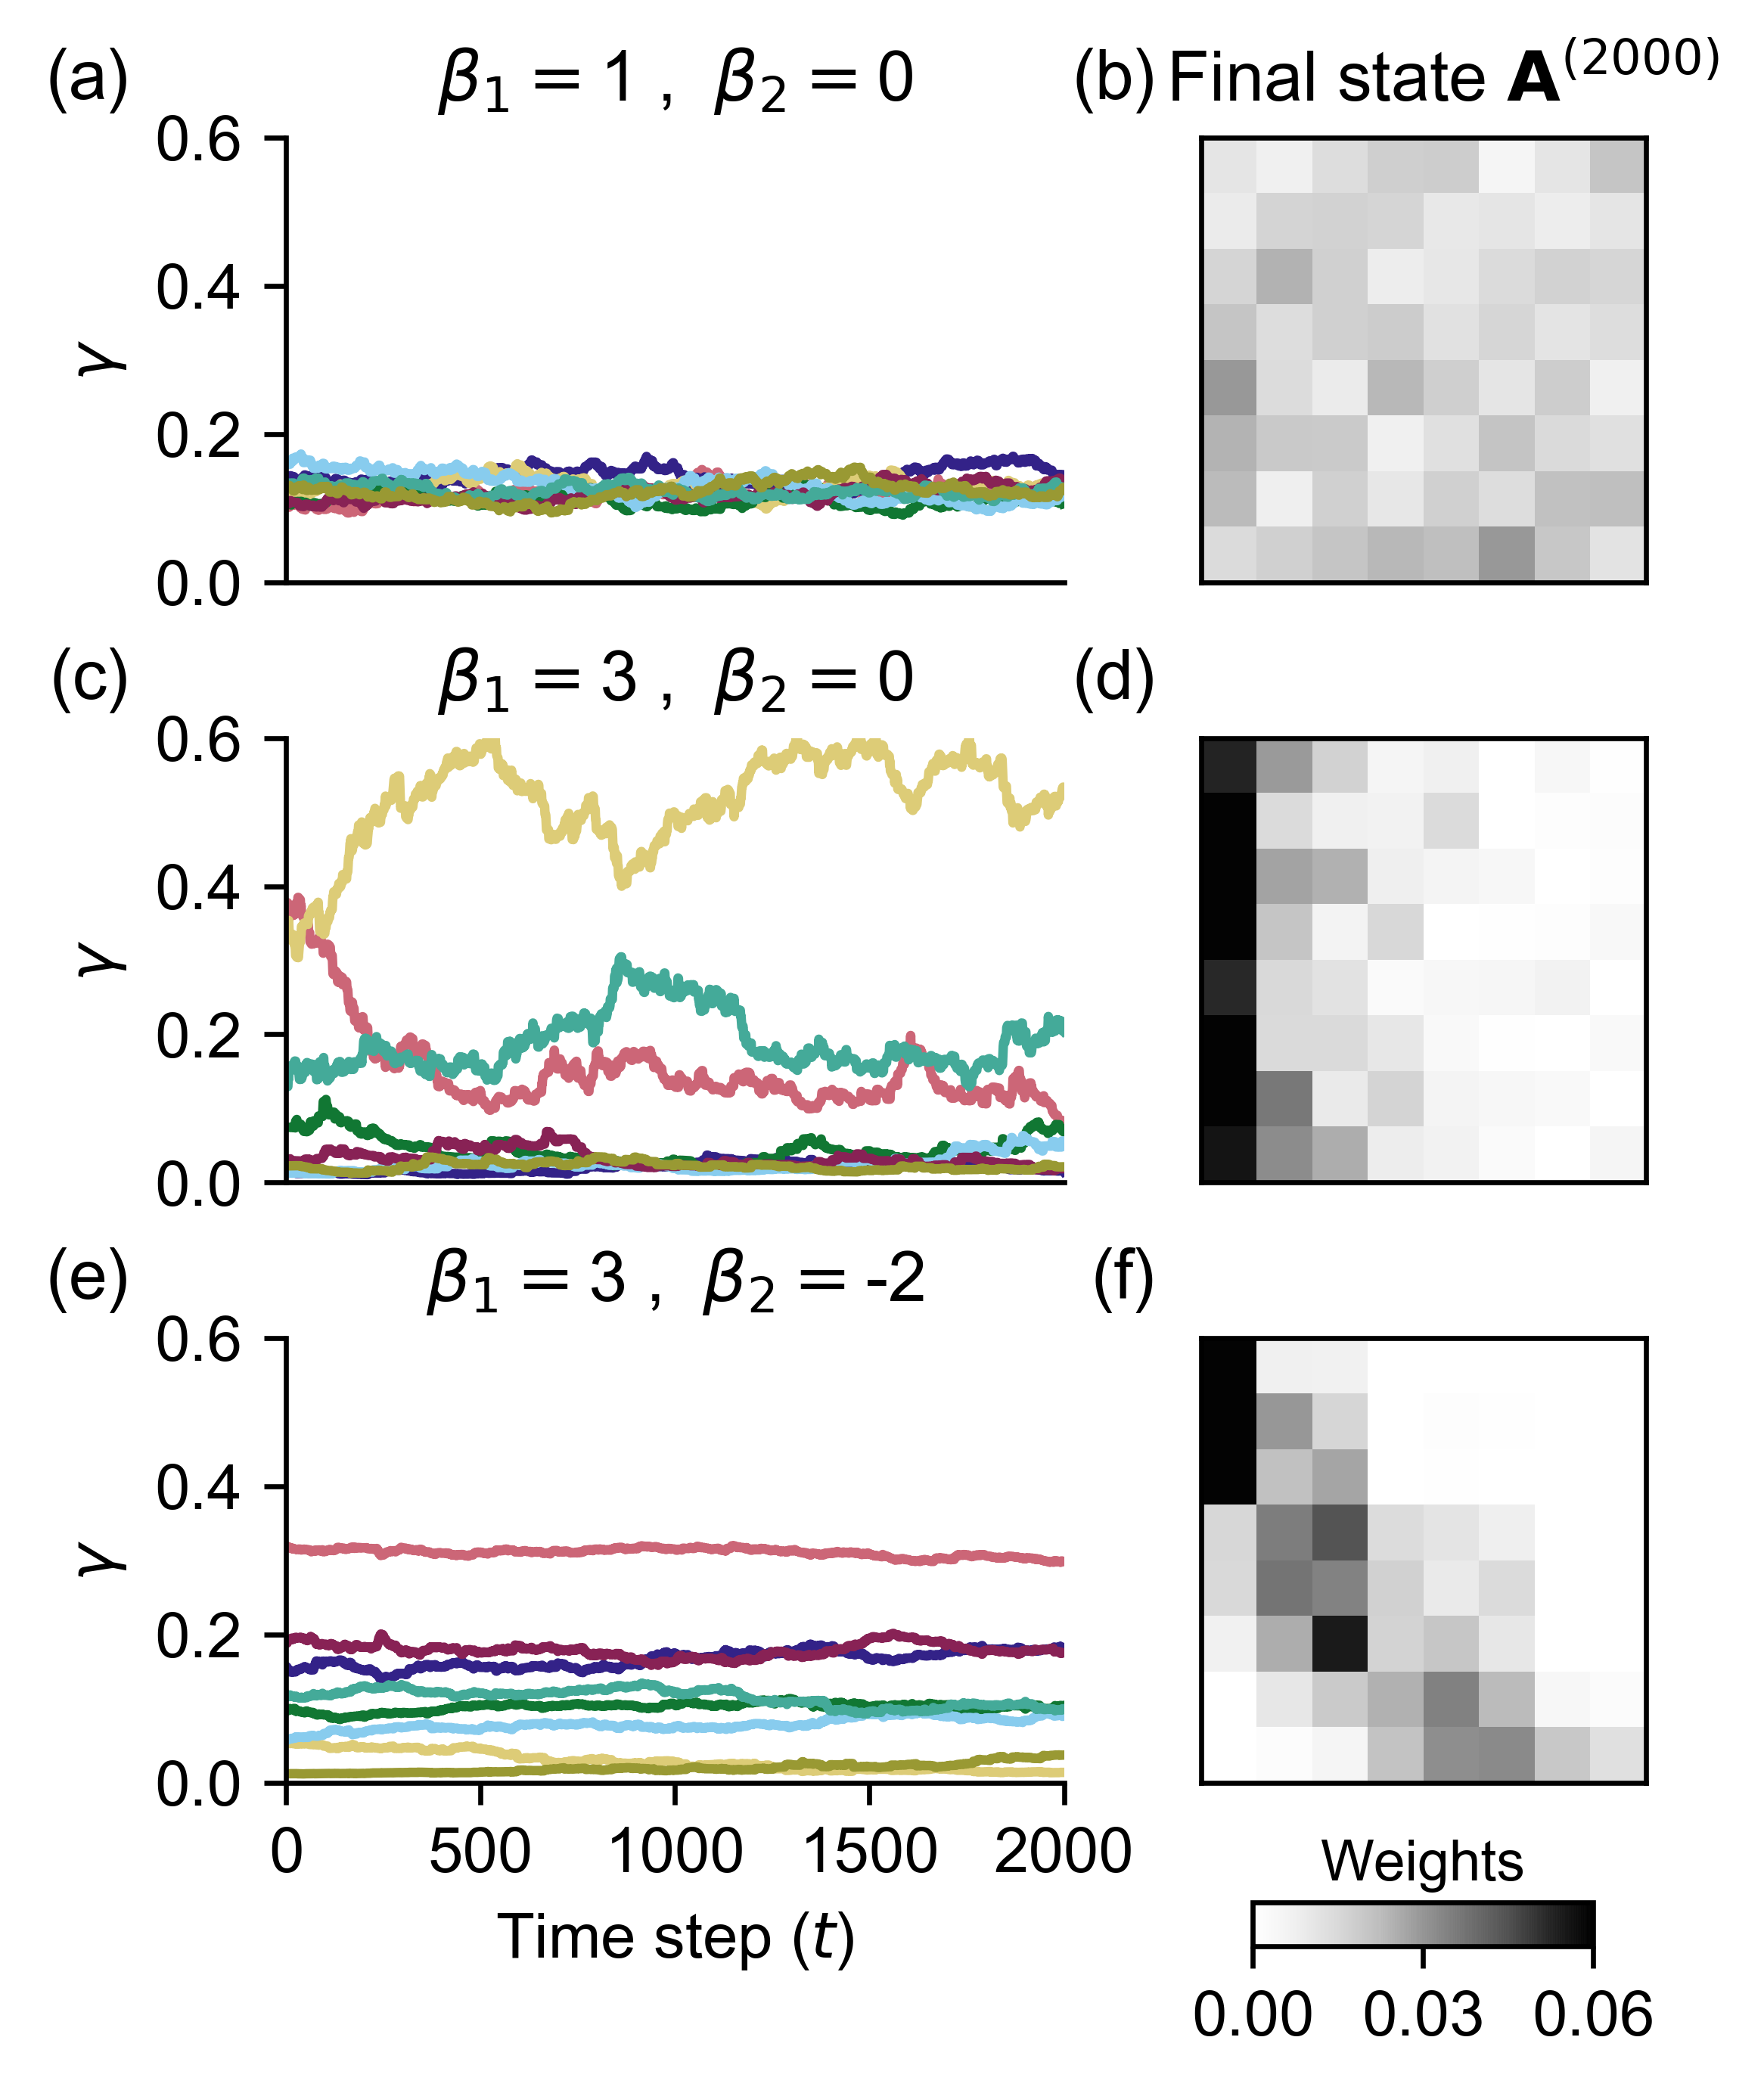 (a) β₁ = 1 , β₂ = 0 (b) Final state A⁽²⁰⁰⁰⁾
0.6
0.4
γ
0.2
0.0
(c) β₁ = 3 , β₂ = 0 (d)
0.6
0.4
γ
0.2
0.0
(e) β₁ = 3 , β₂ = -2 (f)
0.6
0.4
γ
0.2
0.0
0 500 1000 1500 2000
Time step (t)
Weights
0.00 0.03 0.06